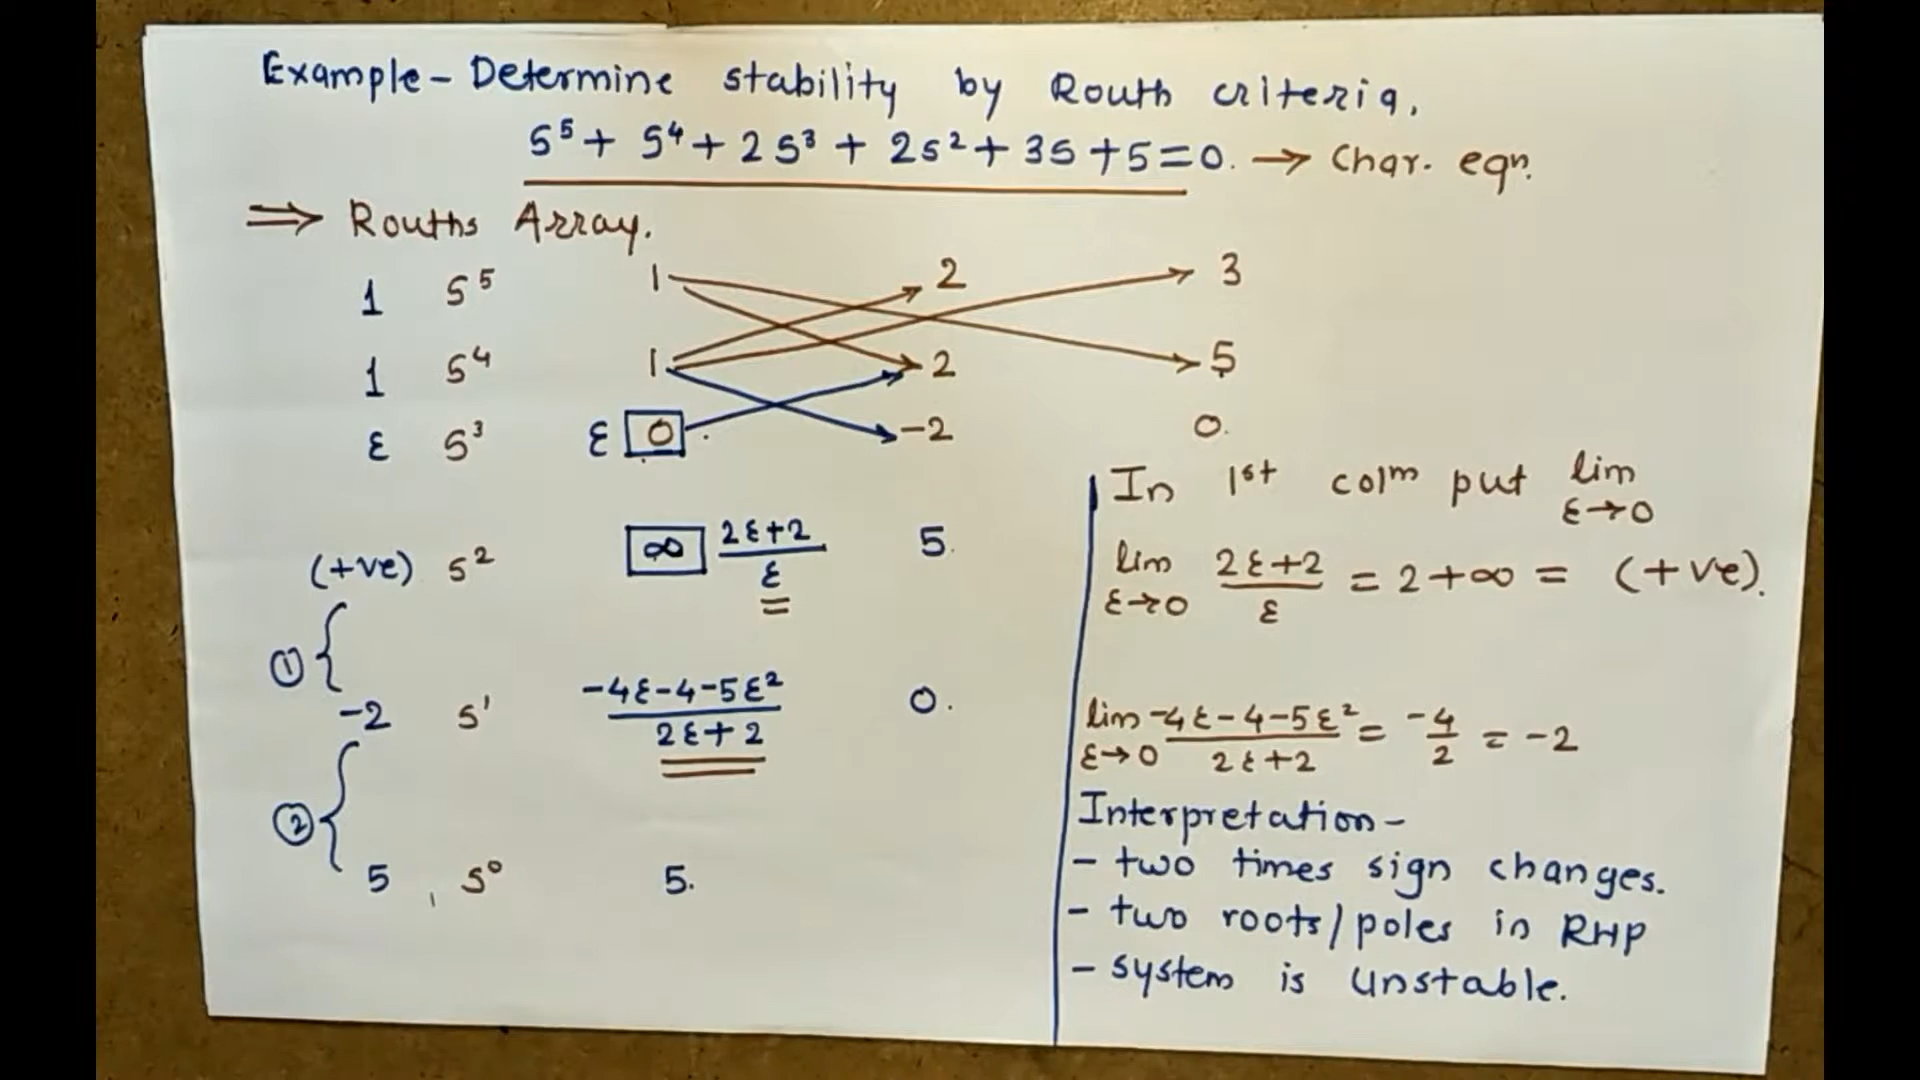 Example - Determine stability by Routh criteria.
S⁵ + S⁴ + 2S³ + 2S² + 3S + 5 = 0. → Char. eqⁿ.
⇒ Rouths Array.
1 S⁵ 1 2 3
1 S⁴ 1 2 5
ε S³ ε 0 -2 0.
(+ve) S² ∞ (2ε+2)/ε 5.
①
-2 S¹ (-4ε-4-5ε²)/(2ε+2) 0.
②
5 S⁰ 5.
In 1st colm put lim ε→0
lim ε→0 (2ε+2)/ε = 2+∞ = (+ve).
lim ε→0 (-4ε-4-5ε²)/(2ε+2) = -4/2 = -2
Interpretation -
- two times sign changes.
- two roots/poles in RHP
- system is Unstable.